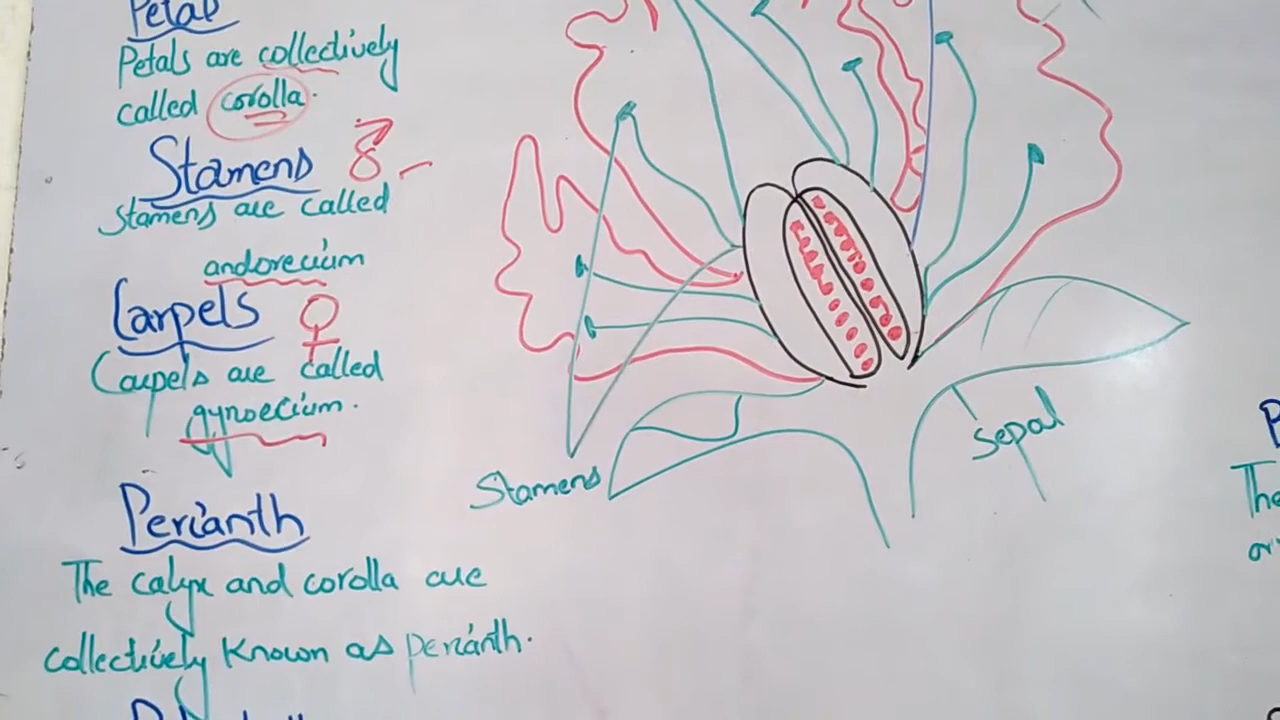 Petal
Petals are collectively
called corolla.
Stamens
Stamens are called
andorecium
Carpels ♀
Carpels are called
gynoecium.
Perianth
The calyx and corolla are
collectively known as perianth.
Stamens
Sepal
The